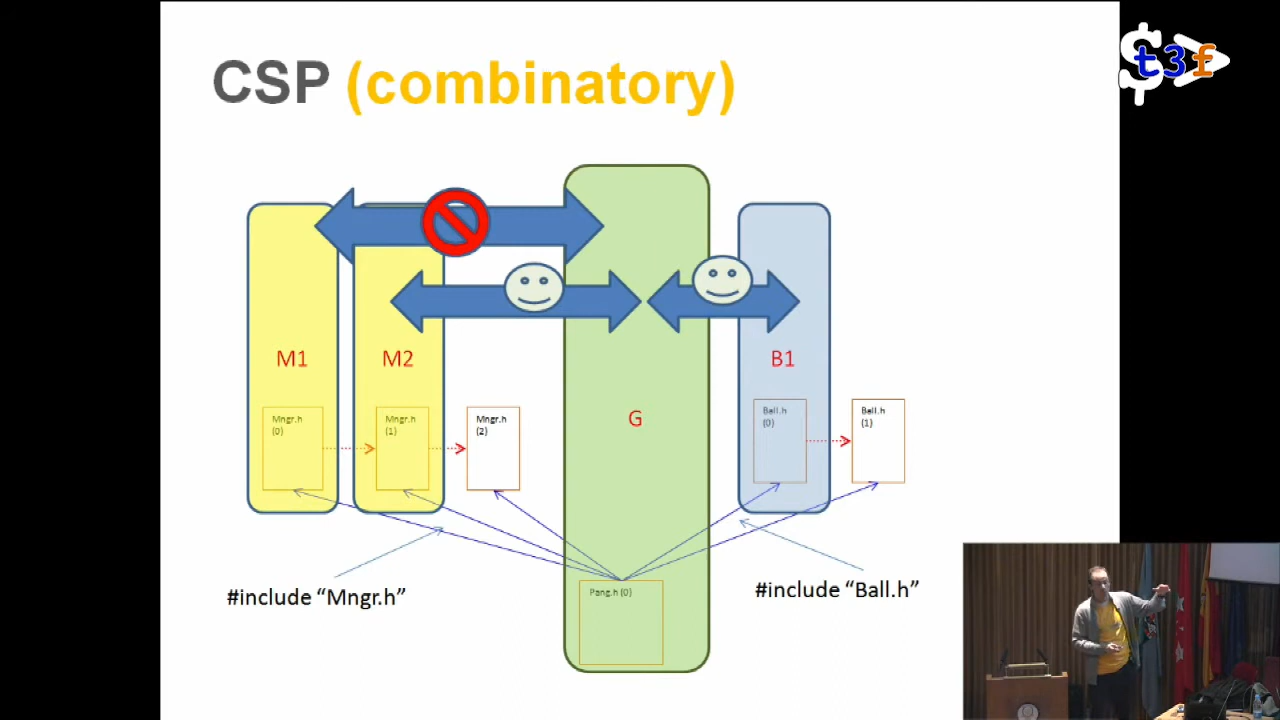 CSP (combinatory)
$t3f
M1
M2
G
B1
Mngr.h
(0)
Mngr.h
(1)
Mngr.h
(2)
Ball.h
(0)
Ball.h
(1)
#include “Mngr.h”
Pang.h (0)
#include “Ball.h”